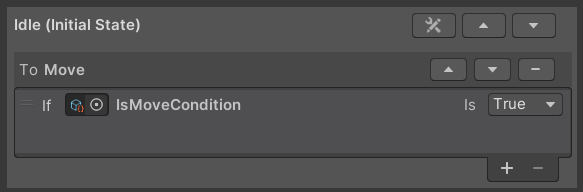 Idle (Initial State)
To Move
If IsMoveCondition Is True